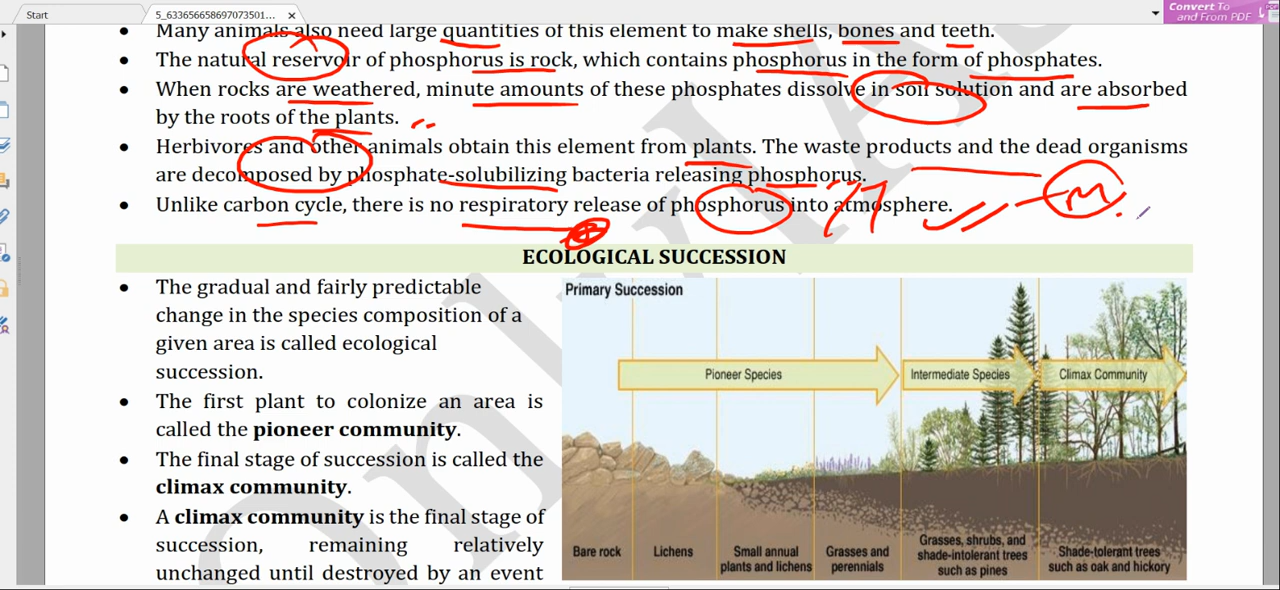 Start
5_633656658697073501...
Convert To
and From PDF
• Many animals also need large quantities of this element to make shells, bones and teeth.
• The natural reservoir of phosphorus is rock, which contains phosphorus in the form of phosphates.
• When rocks are weathered, minute amounts of these phosphates dissolve in soil solution and are absorbed
by the roots of the plants.
• Herbivores and other animals obtain this element from plants. The waste products and the dead organisms
are decomposed by phosphate-solubilizing bacteria releasing phosphorus.
• Unlike carbon cycle, there is no respiratory release of phosphorus into atmosphere.
ECOLOGICAL SUCCESSION
• The gradual and fairly predictable
change in the species composition of a
given area is called ecological
succession.
• The first plant to colonize an area is
called the pioneer community.
• The final stage of succession is called the
climax community.
• A climax community is the final stage of
succession, remaining relatively
unchanged until destroyed by an event
Primary Succession
Pioneer Species
Intermediate Species
Climax Community
Bare rock
Lichens
Small annual
plants and lichens
Grasses and
perennials
Grasses, shrubs, and
shade-intolerant trees
such as pines
Shade-tolerant trees
such as oak and hickory